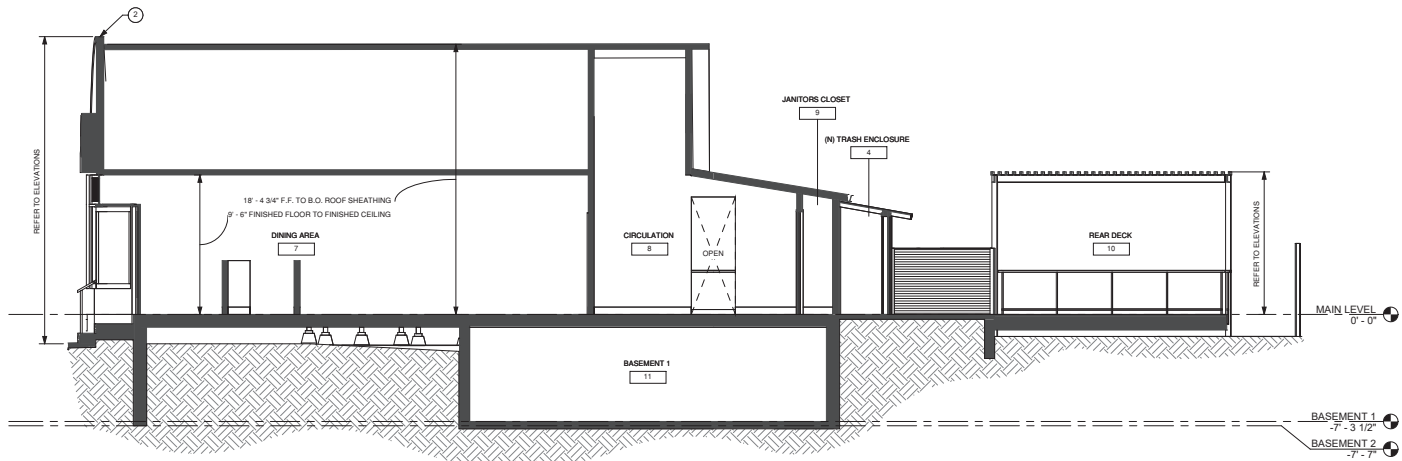 2
JANITORS CLOSET
9
(N) TRASH ENCLOSURE
4
REFER TO ELEVATIONS
18' - 4 3/4" F.F. TO B.O. ROOF SHEATHING
9' - 6" FINISHED FLOOR TO FINISHED CEILING
DINING AREA
7
CIRCULATION
8
OPEN
REAR DECK
10
REFER TO ELEVATIONS
MAIN LEVEL
0' - 0"
BASEMENT 1
11
BASEMENT 1
-7' - 3 1/2"
BASEMENT 2
-7' - 7"